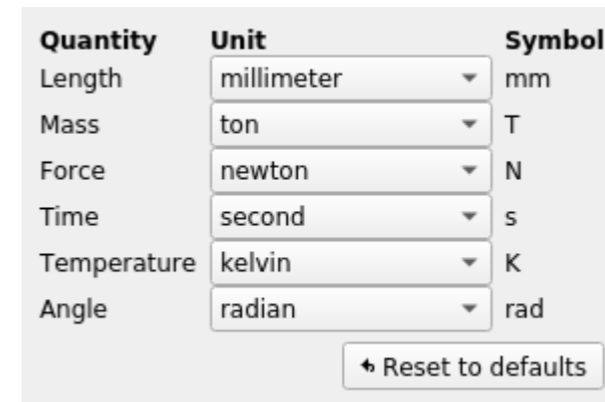 Quantity Unit Symbol
Length millimeter mm
Mass ton T
Force newton N
Time second s
Temperature kelvin K
Angle radian rad
Reset to defaults